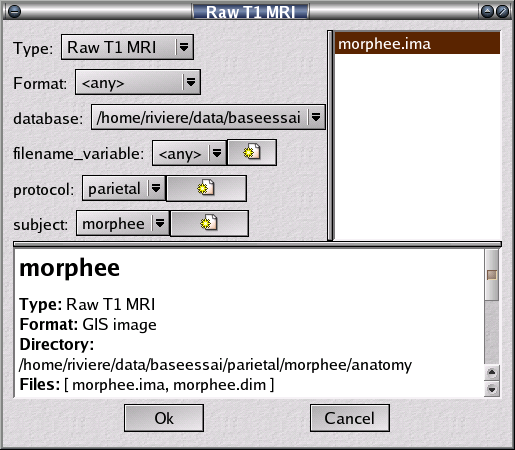 Raw T1 MRI
Type: Raw T1 MRI
Format: <any>
database: /home/riviere/data/baseessai
filename_variable: <any>
protocol: parietal
subject: morphee
morphee.ima
morphee
Type: Raw T1 MRI
Format: GIS image
Directory:
/home/riviere/data/baseessai/parietal/morphee/anatomy
Files: [ morphee.ima, morphee.dim ]
Ok Cancel